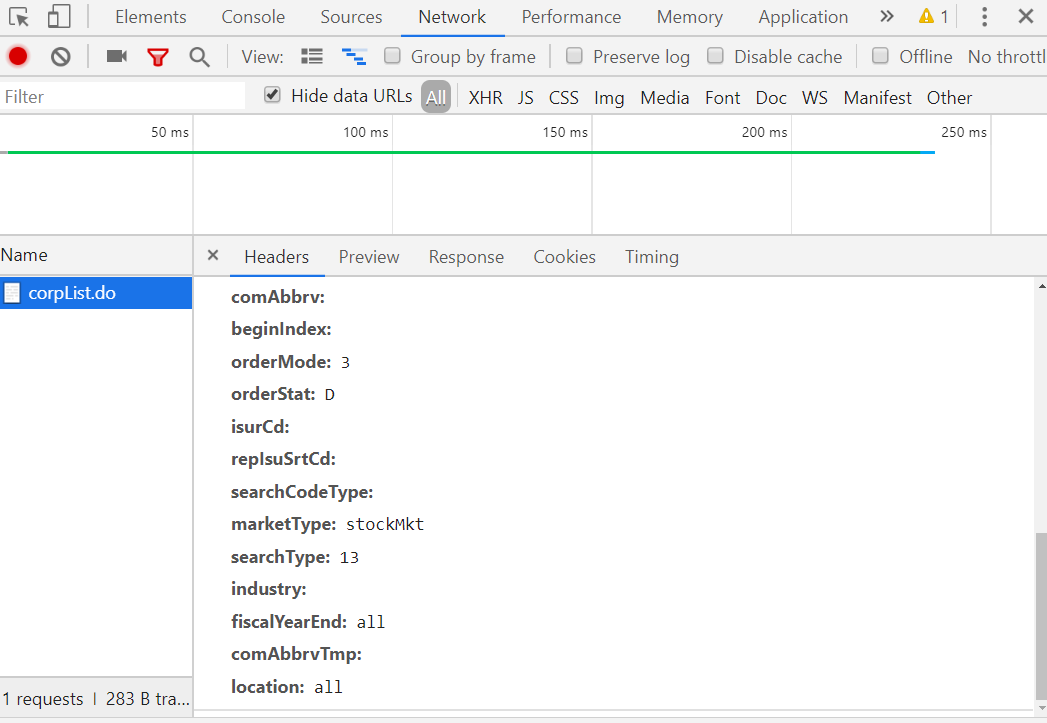 Elements Console Sources Network Performance Memory Application » 1
View: Group by frame Preserve log Disable cache Offline No throttl
Filter Hide data URLs All XHR JS CSS Img Media Font Doc WS Manifest Other
50 ms 100 ms 150 ms 200 ms 250 ms
Name × Headers Preview Response Cookies Timing
corpList.do
comAbbrv:
beginIndex:
orderMode: 3
orderStat: D
isurCd:
repIsuSrtCd:
searchCodeType:
marketType: stockMkt
searchType: 13
industry:
fiscalYearEnd: all
comAbbrvTmp:
location: all
1 requests | 283 B tra...